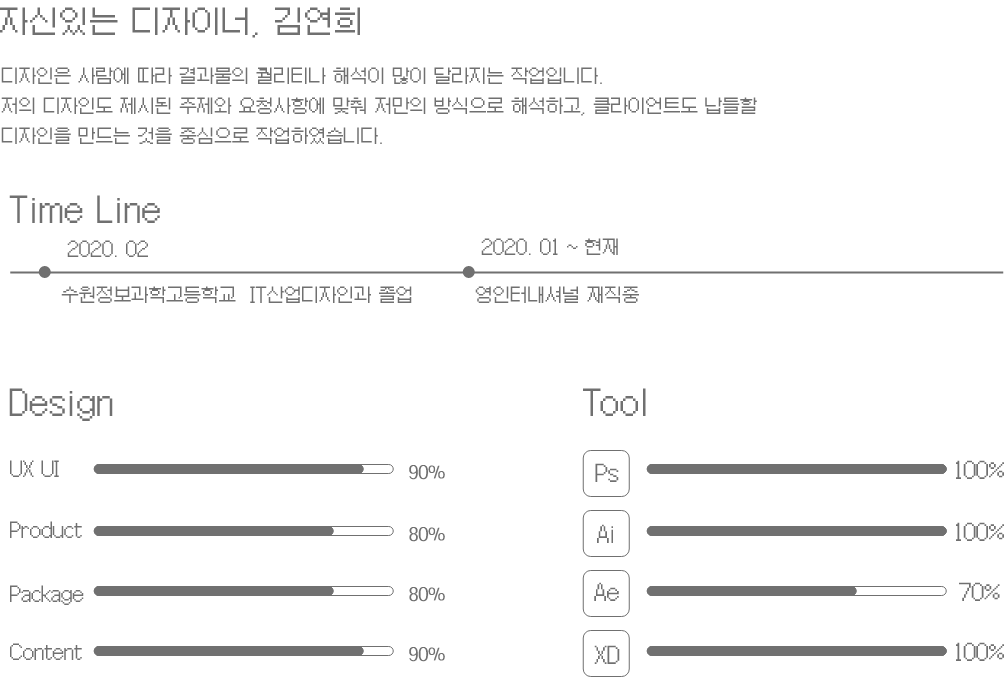 자신있는 디자이너, 김연희
디자인은 사람에 따라 결과물의 퀄리티나 해석이 많이 달라지는 작업입니다.
저의 디자인도 제시된 주제와 요청사항에 맞춰 저만의 방식으로 해석하고, 클라이언트도 납들할
디자인을 만드는 것을 중심으로 작업하였습니다.
Time Line
2020. 02
2020. 01 ~ 현재
수원정보과학고등학교 IT산업디자인과 졸업
영인터내셔널 재직중
Design
Tool
UX UI 90%
Ps 100%
Product 80%
Ai 100%
Package 80%
Ae 70%
Content 90%
XD 100%